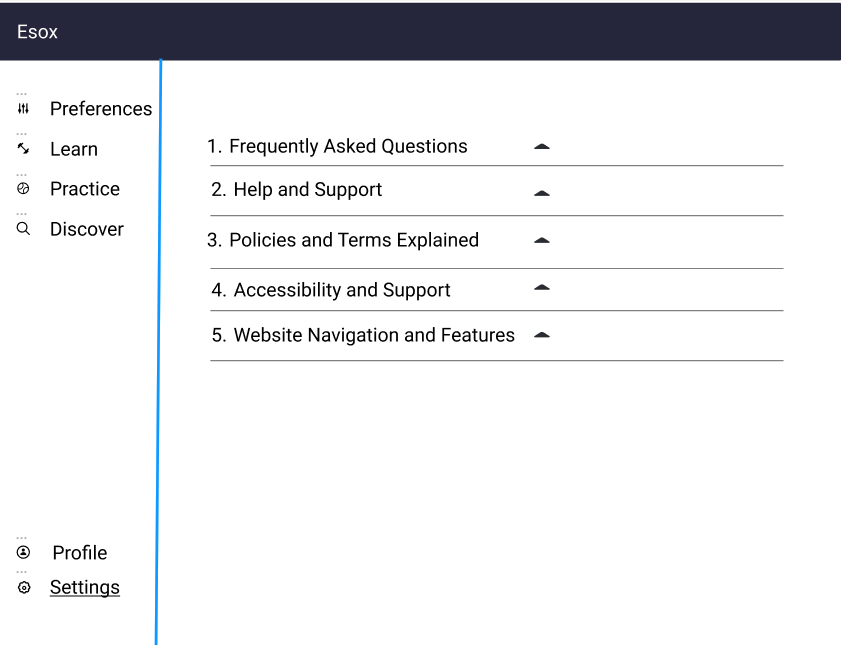 Esox
Preferences
Learn
Practice
Discover
1. Frequently Asked Questions
2. Help and Support
3. Policies and Terms Explained
4. Accessibility and Support
5. Website Navigation and Features
Profile
Settings